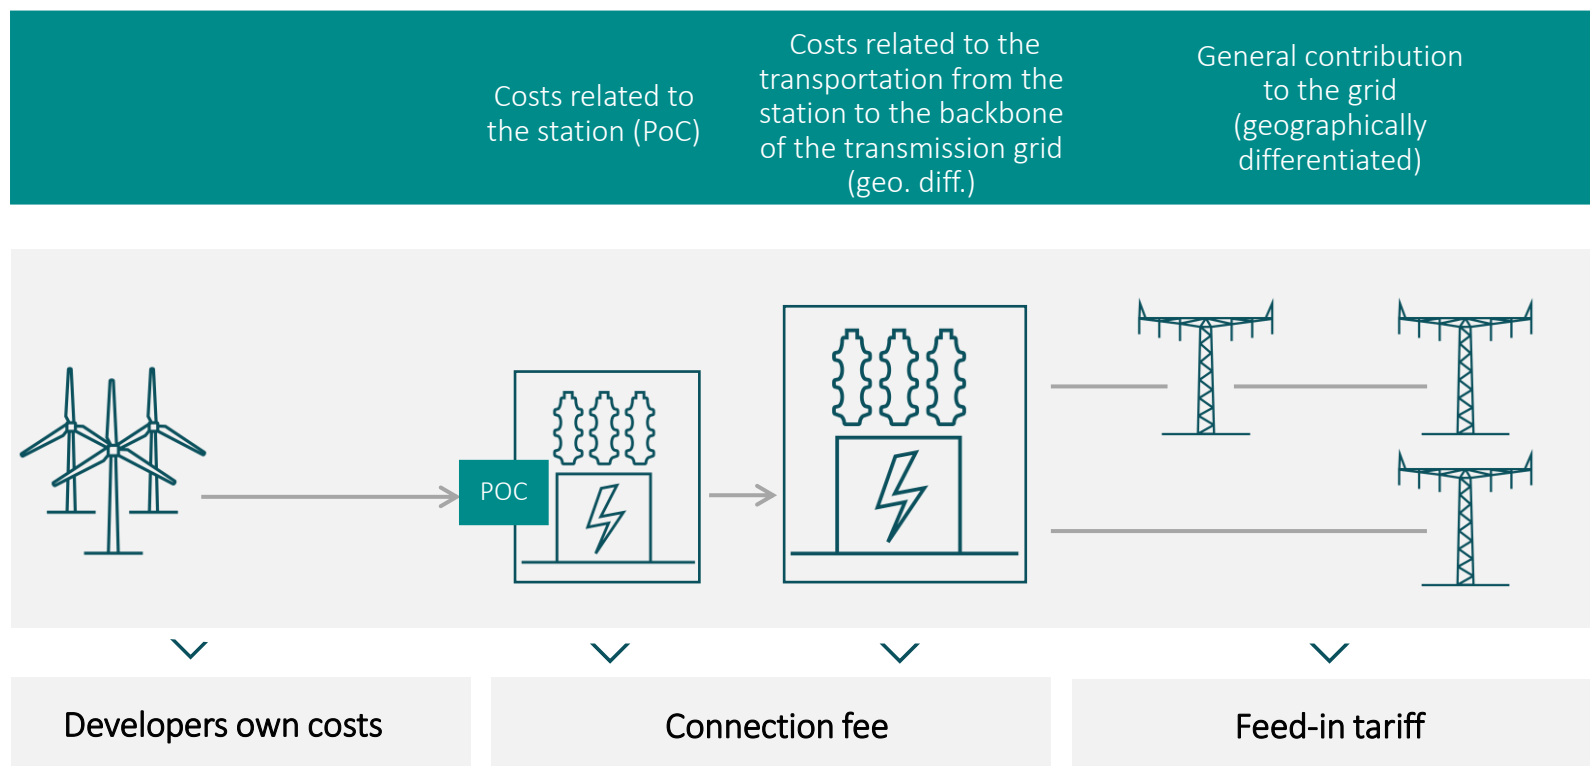 Costs related to
the station (PoC)
Costs related to the
transportation from the
station to the backbone
of the transmission grid
(geo. diff.)
General contribution
to the grid
(geographically
differentiated)
POC
Developers own costs
Connection fee
Feed-in tariff